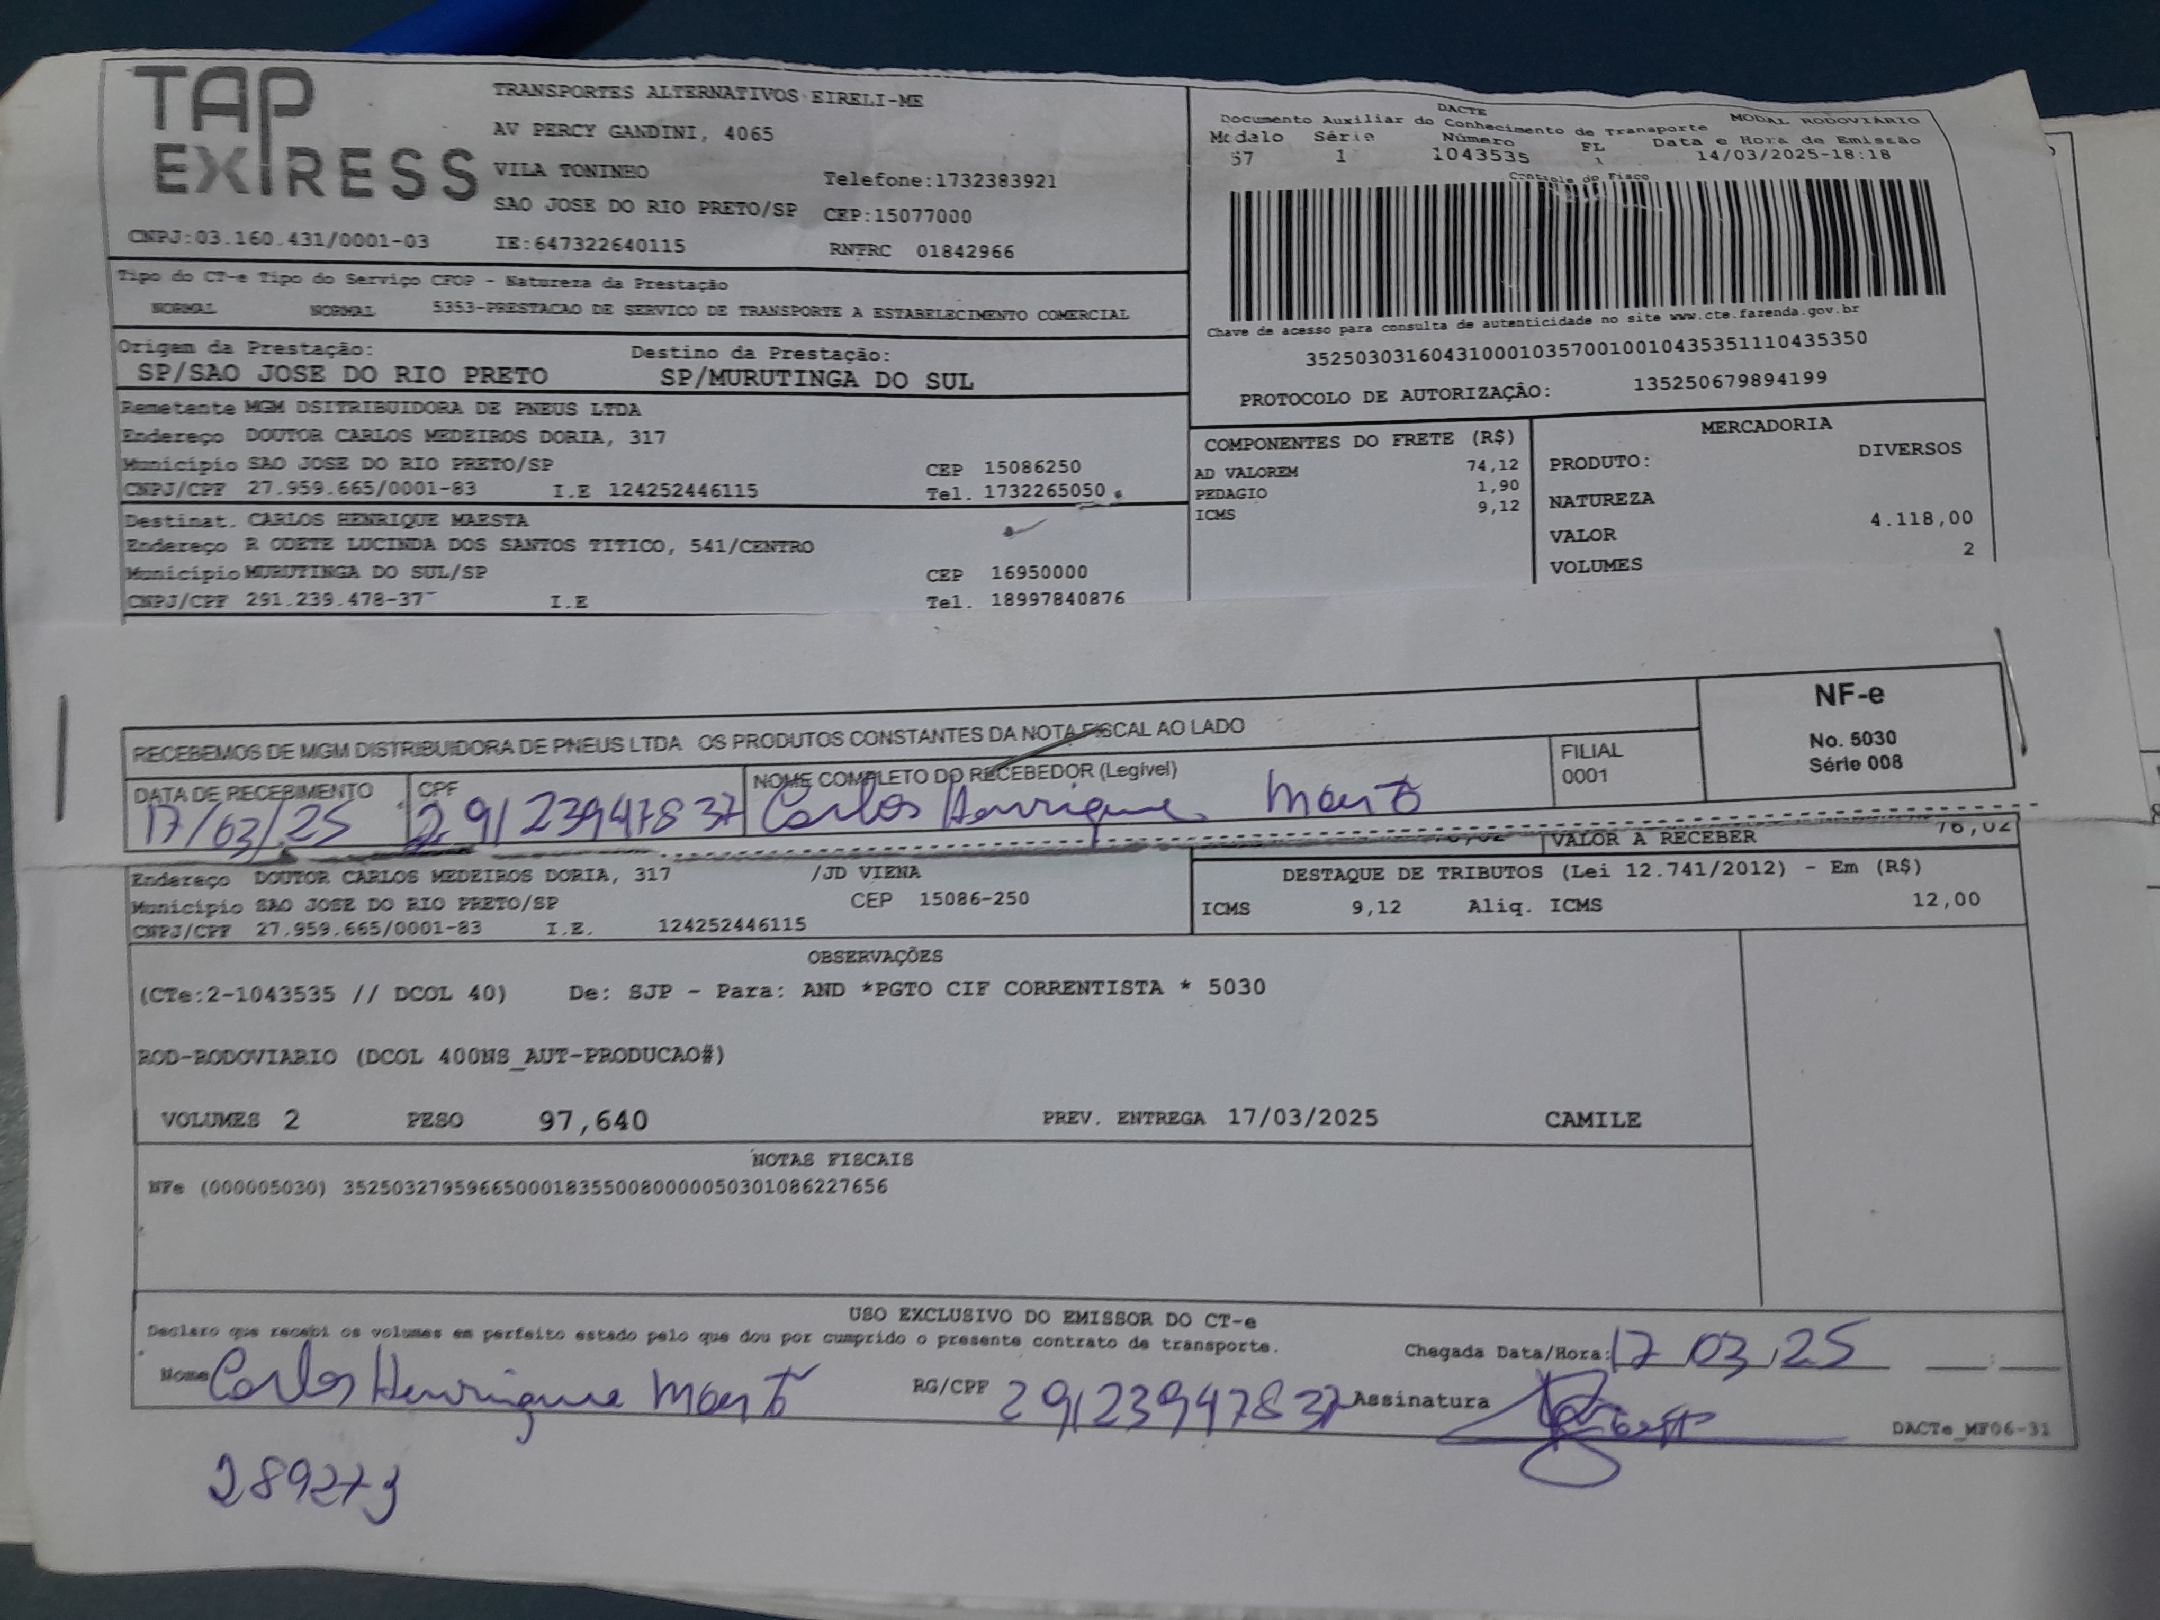 TAP EXPRESS
TRANSPORTES ALTERNATIVOS EIRELI-ME
AV PERCY GANDINI, 4065
VILA TONINHO
Telefone:1732383921
SAO JOSE DO RIO PRETO/SP CEP:15077000
CNPJ:03.160.431/0001-03 IE:647322640115 RNTRC 01842966
DACTE
Documento Auxiliar do Conhecimento de Transporte
MODAL RODOVIÁRIO
Modelo Série Número FL Data e Hora de Emissão
57 1 1043535 1 14/03/2025-18:18
Controle do Fisco
Chave de acesso para consulta de autenticidade no site www.cte.fazenda.gov.br
35250303160431000103570010010435351110435350
PROTOCOLO DE AUTORIZAÇÃO: 135250679894199
Tipo do CT-e Tipo do Serviço CFOP - Natureza da Prestação
NORMAL NORMAL 5353-PRESTACAO DE SERVICO DE TRANSPORTE A ESTABELECIMENTO COMERCIAL
Origem da Prestação: Destino da Prestação:
SP/SAO JOSE DO RIO PRETO SP/MURUTINGA DO SUL
Remetente MGM DSITRIBUIDORA DE PNEUS LTDA
Endereço DOUTOR CARLOS MEDEIROS DORIA, 317
Município SAO JOSE DO RIO PRETO/SP CEP 15086250
CNPJ/CPF 27.959.665/0001-83 I.E 124252446115 Tel. 1732265050
Destinat. CARLOS HENRIQUE MAESTA
Endereço R ODETE LUCINDA DOS SANTOS TITICO, 541/CENTRO
Município MURUTINGA DO SUL/SP CEP 16950000
CNPJ/CPF 291.239.478-37 I.E Tel. 18997840876
COMPONENTES DO FRETE (R$)
AD VALOREM 74,12
PEDAGIO 1,90
ICMS 9,12
MERCADORIA
PRODUTO: DIVERSOS
NATUREZA
VALOR 4.118,00
VOLUMES 2
RECEBEMOS DE MGM DISTRIBUIDORA DE PNEUS LTDA OS PRODUTOS CONSTANTES DA NOTA FISCAL AO LADO
NF-e
No. 5030
Série 008
DATA DE RECEBIMENTO CPF NOME COMPLETO DO RECEBEDOR (Legível) FILIAL
0001
17/03/25 29123947837 Carlos Henrique Maestá
VALOR A RECEBER 76,02
Endereço DOUTOR CARLOS MEDEIROS DORIA, 317 /JD VIENA
Município SAO JOSE DO RIO PRETO/SP CEP 15086-250
CNPJ/CPF 27.959.665/0001-83 I.E. 124252446115
DESTAQUE DE TRIBUTOS (Lei 12.741/2012) - Em (R$)
ICMS 9,12 Aliq. ICMS 12,00
OBSERVAÇÕES
(CTe:2-1043535 // DCOL 40) De: SJP - Para: AND *PGTO CIF CORRENTISTA * 5030
ROD-RODOVIARIO (DCOL 400NS_AUT-PRODUCAO#)
VOLUMES 2 PESO 97,640 PREV. ENTREGA 17/03/2025 CAMILE
NOTAS FISCAIS
NFe (000005030) 35250327959665000183550080000050301086227656
USO EXCLUSIVO DO EMISSOR DO CT-e
Declaro que recebi os volumes em perfeito estado pelo que dou por cumprido o presente contrato de transporte.
Chegada Data/Hora: 17 03 25
Nome Carlos Henrique Maestá RG/CPF 29123947837 Assinatura
DACTe_MF06-31
289273